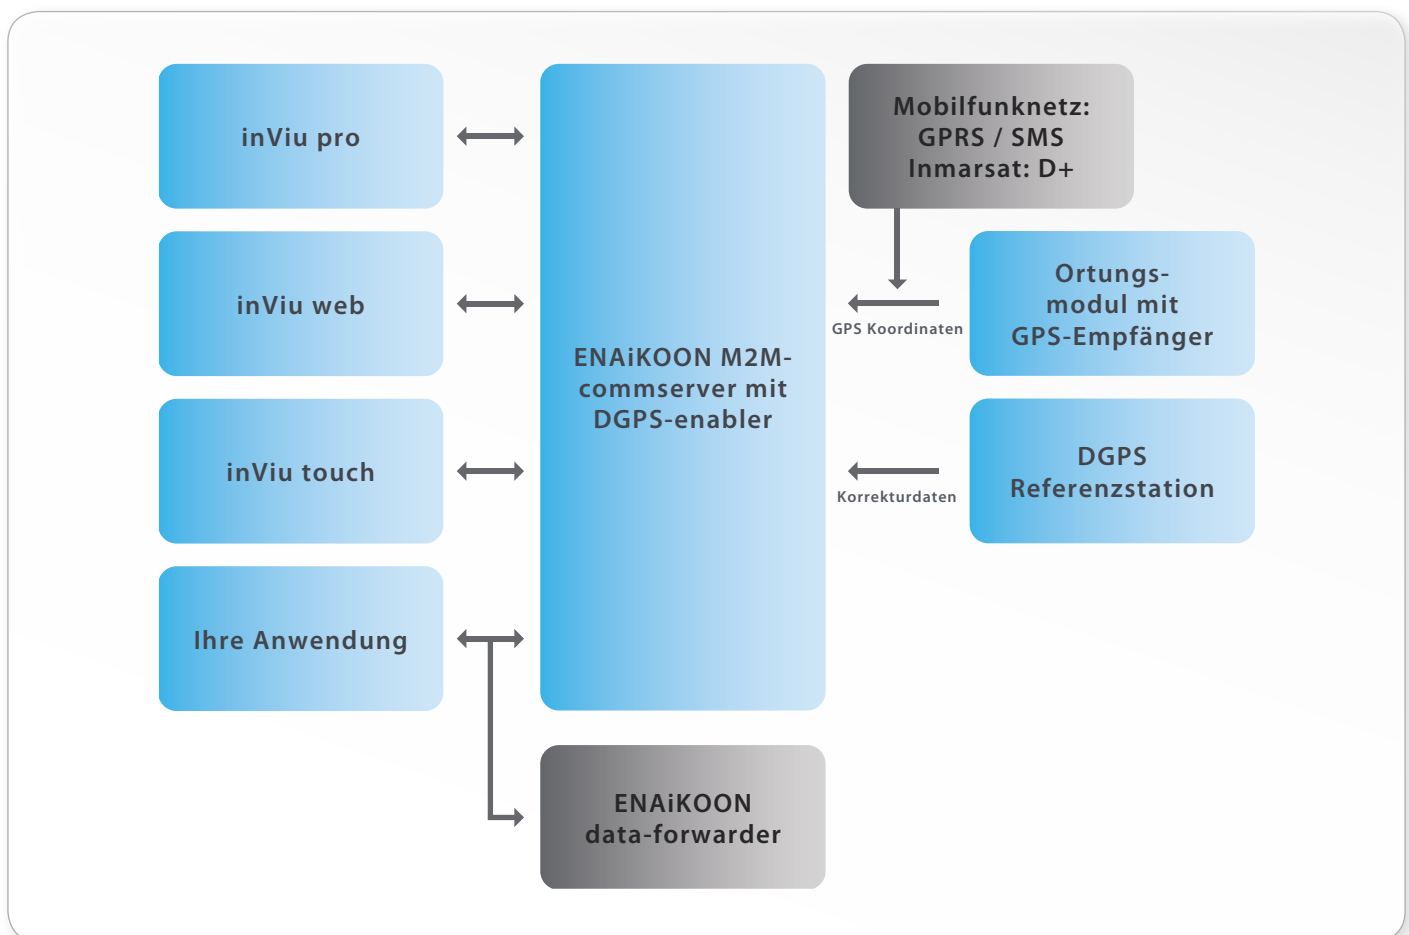 inViu pro
inViu web
inViu touch
Ihre Anwendung
ENAiKOON M2M-
commserver mit
DGPS-enabler
ENAiKOON
data-forwarder
Mobilfunknetz:
GPRS / SMS
Inmarsat: D+
GPS Koordinaten
Ortungs-
modul mit
GPS-Empfänger
Korrekturdaten
DGPS
Referenzstation